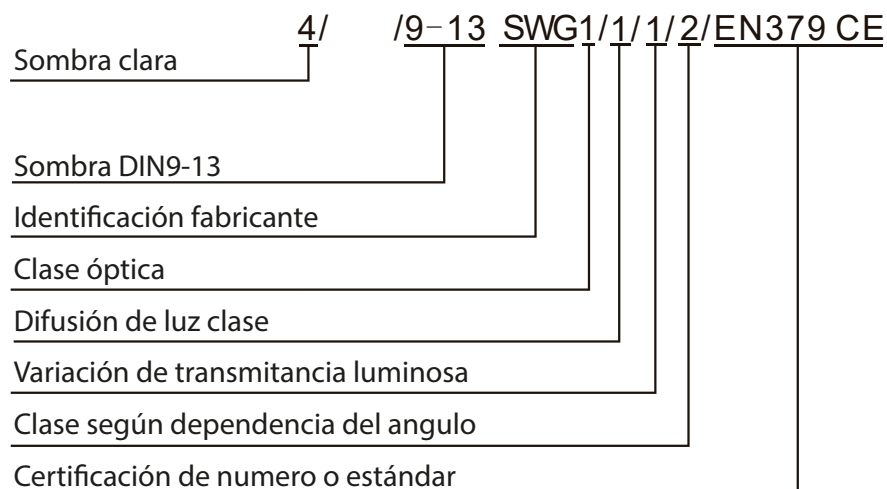 4/ /9-13 SWG1/1/1/2/EN379 CE
Sombra clara
Sombra DIN9-13
Identificación fabricante
Clase óptica
Difusión de luz clase
Variación de transmitancia luminosa
Clase según dependencia del angulo
Certificación de numero o estándar